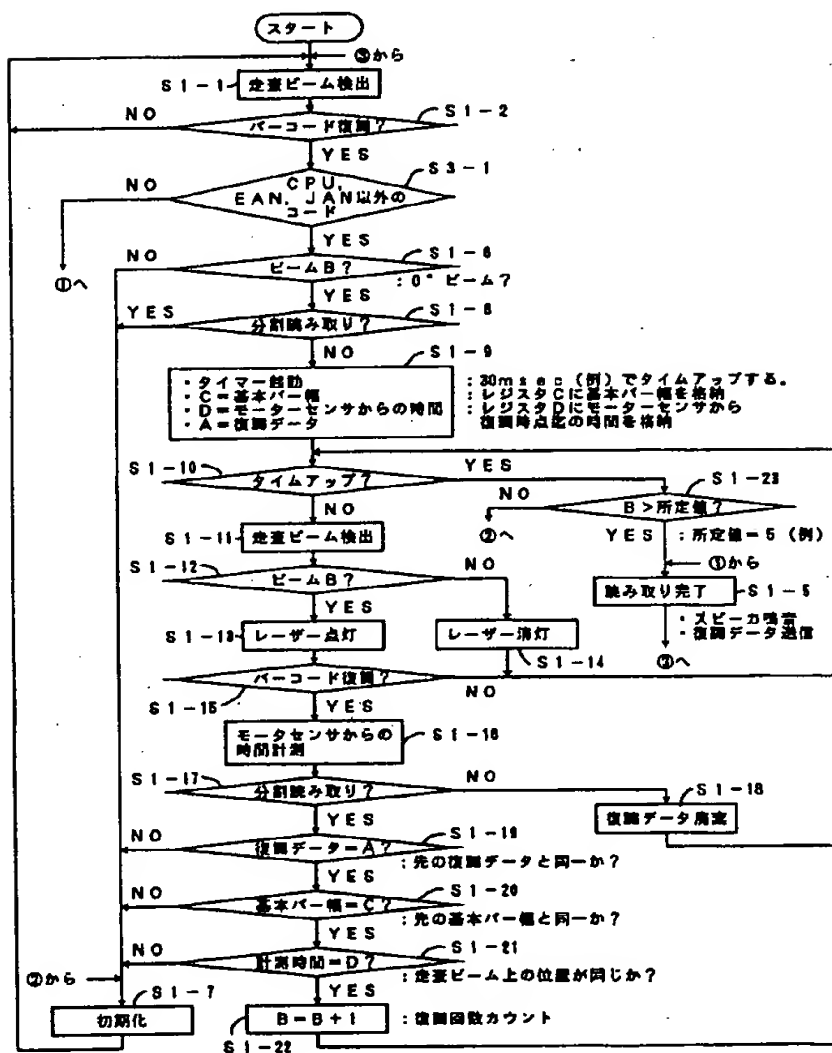 スタート
③から
S1-1
走査ビーム検出
NO
S1-2
バーコード復調?
YES
S3-1
NO
CPU,
EAN, JAN以外の
コード
YES
①へ
NO
S1-6
ビームB?
:0°ビーム?
YES
YES
S1-8
分割読み取り?
NO
S1-9
・タイマー起動
・C=基本バー幅
・D=モーターセンサからの時間
・A=復調データ
:30msec(例)でタイムアップする。
:レジスタCに基本バー幅を格納
:レジスタDにモーターセンサから
復調時点迄の時間を格納
S1-10
タイムアップ?
YES
NO
S1-23
NO
B>所定値?
②へ
YES
:所定値=5(例)
S1-11
走査ビーム検出
①から
S1-12
ビームB?
NO
読み取り完了
S1-5
YES
・スピーカ鳴音
・復調データ送信
S1-13
レーザー点灯
レーザー消灯
③へ
S1-14
バーコード復調?
NO
S1-15
YES
モータセンサからの
時間計測
S1-16
S1-17
分割読み取り?
NO
S1-18
YES
復調データ廃棄
NO
S1-19
復調データ=A?
:先の復調データと同一か?
YES
NO
S1-20
基本バー幅=C?
:先の基本バー幅と同一か?
YES
NO
S1-21
計測時間=D?
:走査ビーム上の位置が同じか?
②から
YES
S1-7
初期化
B=B+1
:復調回数カウント
S1-22